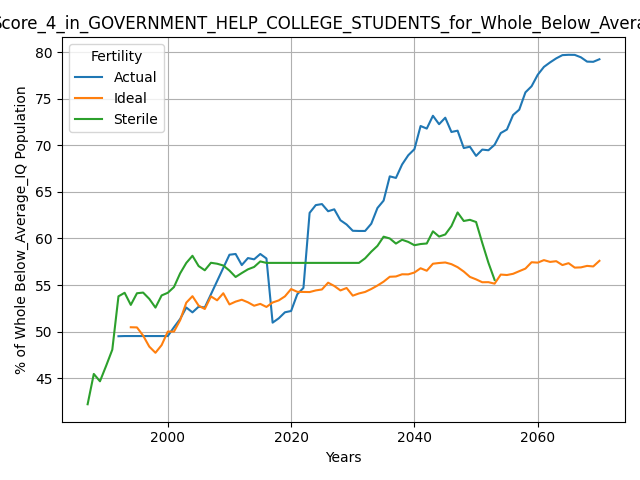 Score_4_in_GOVERNMENT_HELP_COLLEGE_STUDENTS_for_Whole_Below_Avera
Fertility
Actual
Ideal
Sterile
% of Whole Below_Average_IQ Population
80
75
70
65
60
55
50
45
2000
2020
2040
2060
Years